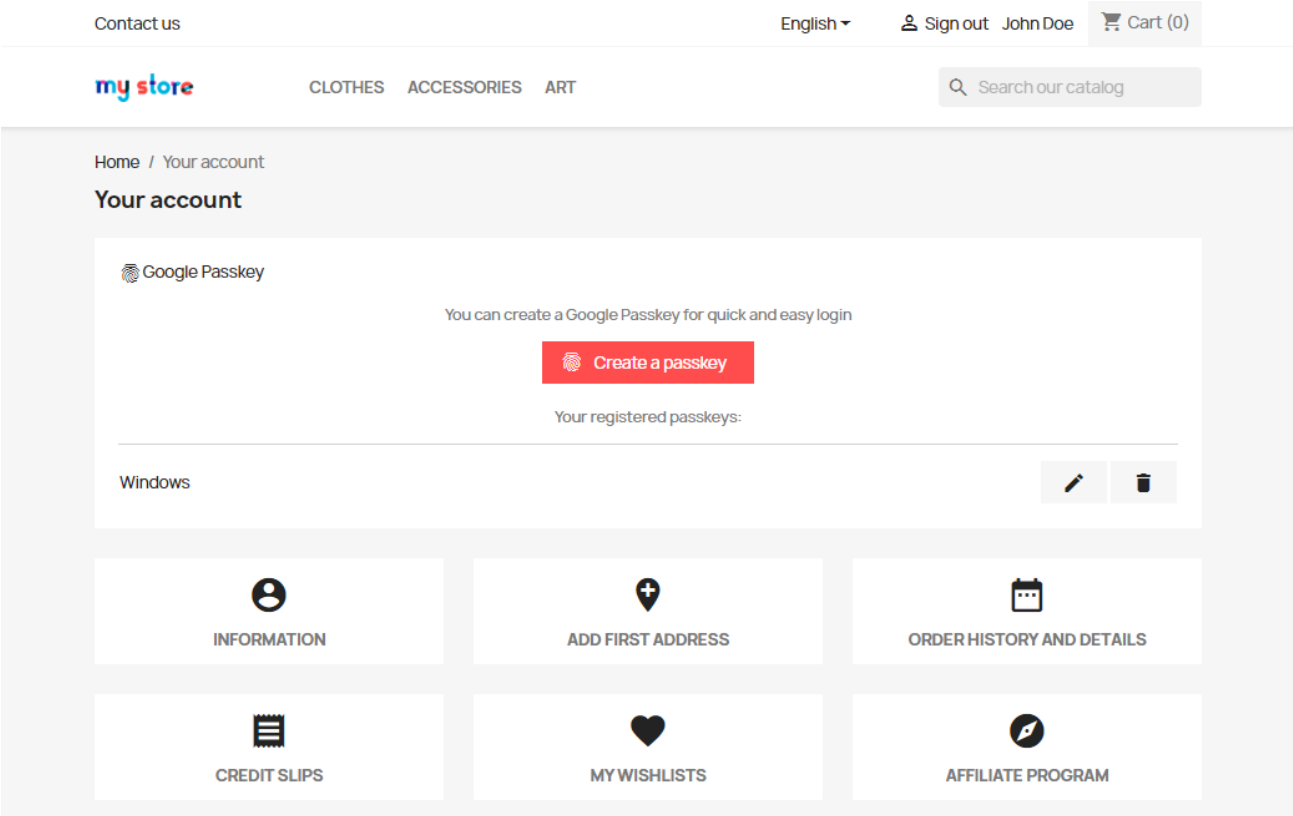 Contact us English Sign out John Doe Cart (0)
my store CLOTHES ACCESSORIES ART Search our catalog
Home / Your account
Your account
Google Passkey
You can create a Google Passkey for quick and easy login
Create a passkey
Your registered passkeys:
Windows
INFORMATION ADD FIRST ADDRESS ORDER HISTORY AND DETAILS
CREDIT SLIPS MY WISHLISTS AFFILIATE PROGRAM